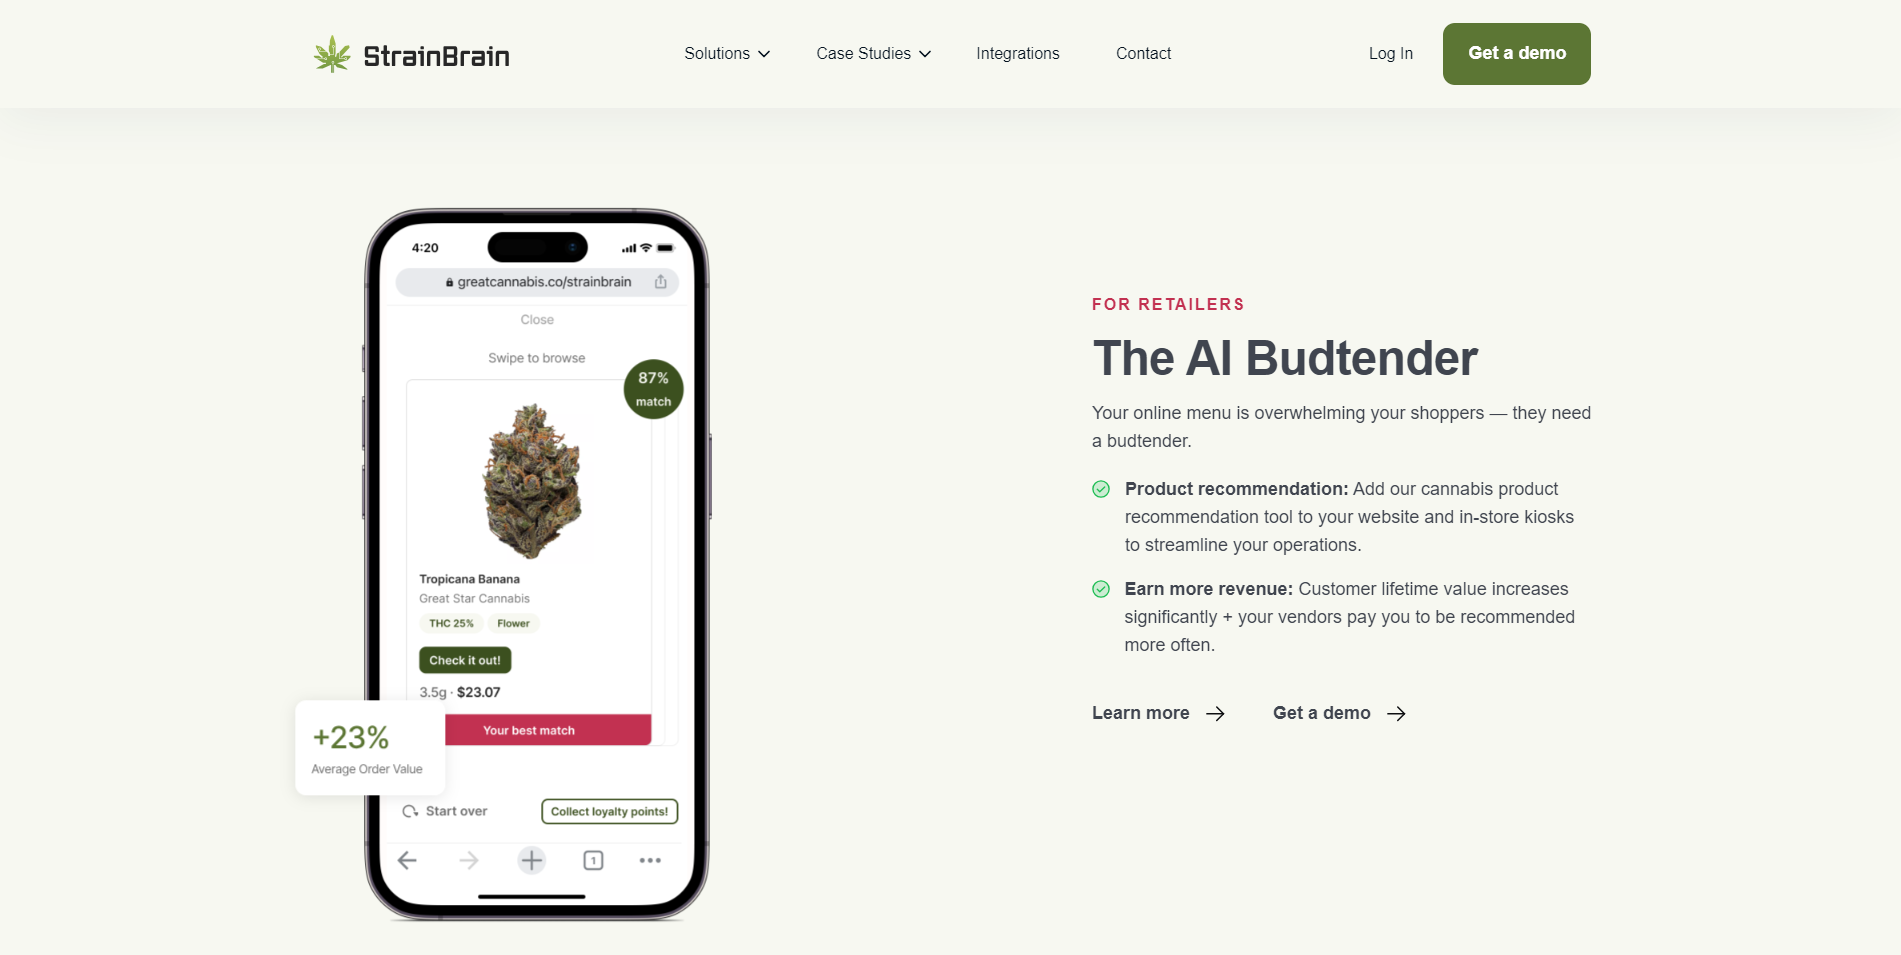 StrainBrain
Solutions
Case Studies
Integrations
Contact
Log In
Get a demo
4:20
greatcannabis.co/strainbrain
Close
Swipe to browse
87%
match
Tropicana Banana
Great Star Cannabis
THC 25%
Flower
Check it out!
3.5g · $23.07
Your best match
+23%
Average Order Value
Start over
Collect loyalty points!
1
FOR RETAILERS
The AI Budtender
Your online menu is overwhelming your shoppers — they need
a budtender.
Product recommendation: Add our cannabis product
recommendation tool to your website and in-store kiosks
to streamline your operations.
Earn more revenue: Customer lifetime value increases
significantly + your vendors pay you to be recommended
more often.
Learn more
Get a demo